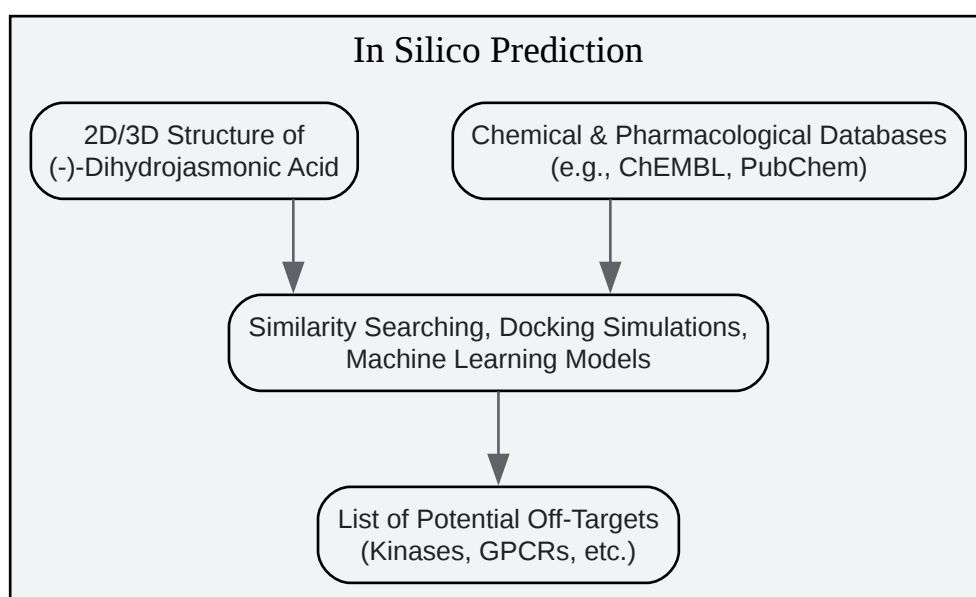 In Silico Prediction
2D/3D Structure of
(-)-Dihydrojasmonic Acid
Chemical & Pharmacological Databases
(e.g., ChEMBL, PubChem)
Similarity Searching, Docking Simulations,
Machine Learning Models
List of Potential Off-Targets
(Kinases, GPCRs, etc.)